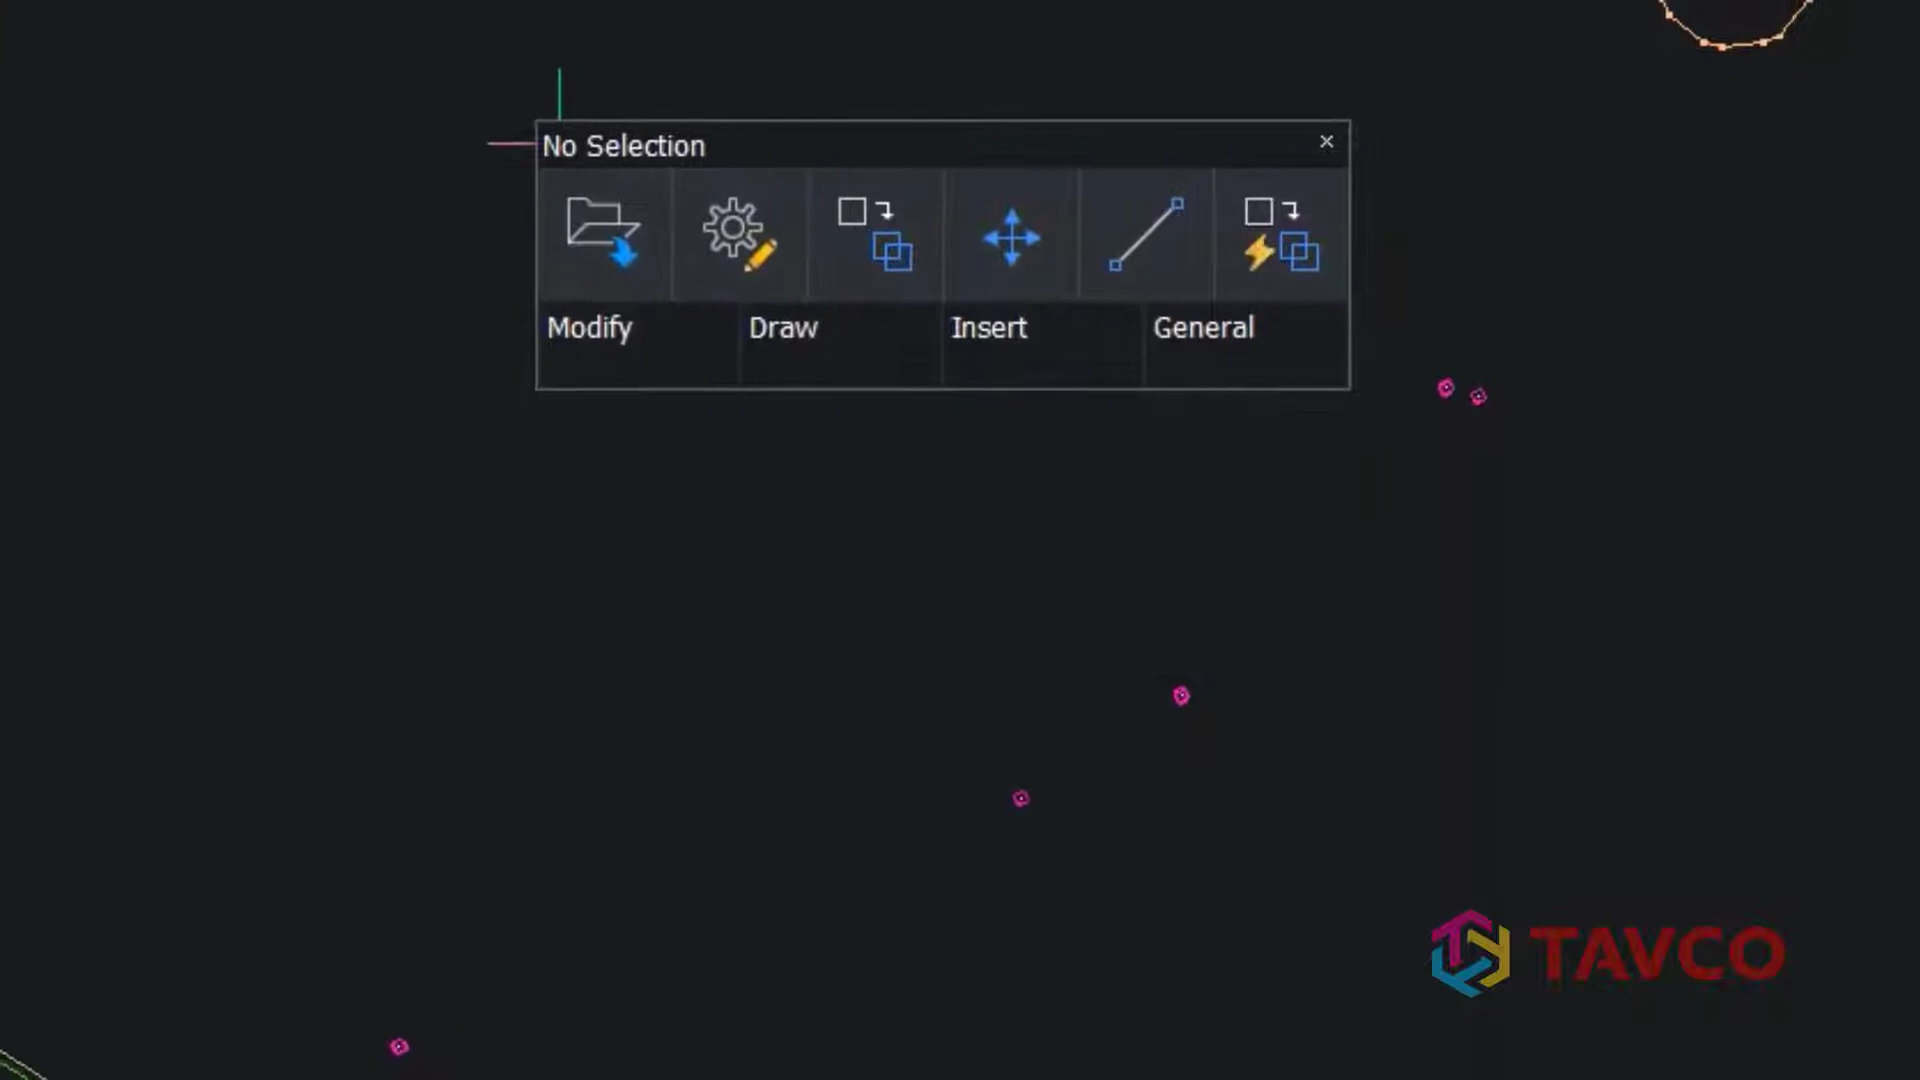 No Selection
Modify
Draw
Insert
General
TAVCO